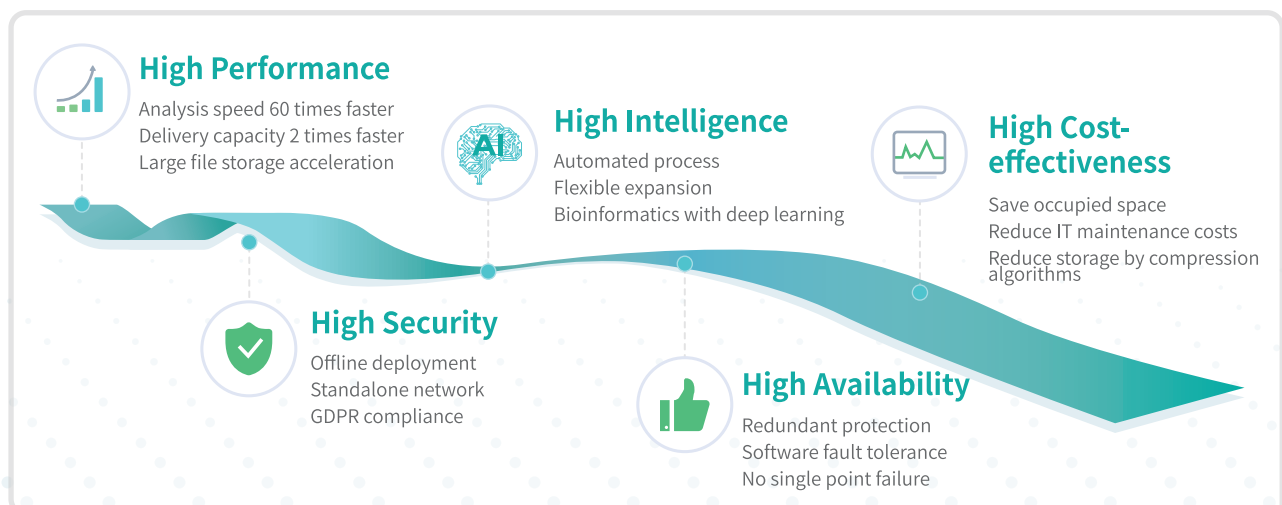 High Performance
Analysis speed 60 times faster
Delivery capacity 2 times faster
Large file storage acceleration
High Security
Offline deployment
Standalone network
GDPR compliance
AI
High Intelligence
Automated process
Flexible expansion
Bioinformatics with deep learning
High Availability
Redundant protection
Software fault tolerance
No single point failure
High Cost-
effectiveness
Save occupied space
Reduce IT maintenance costs
Reduce storage by compression
algorithms